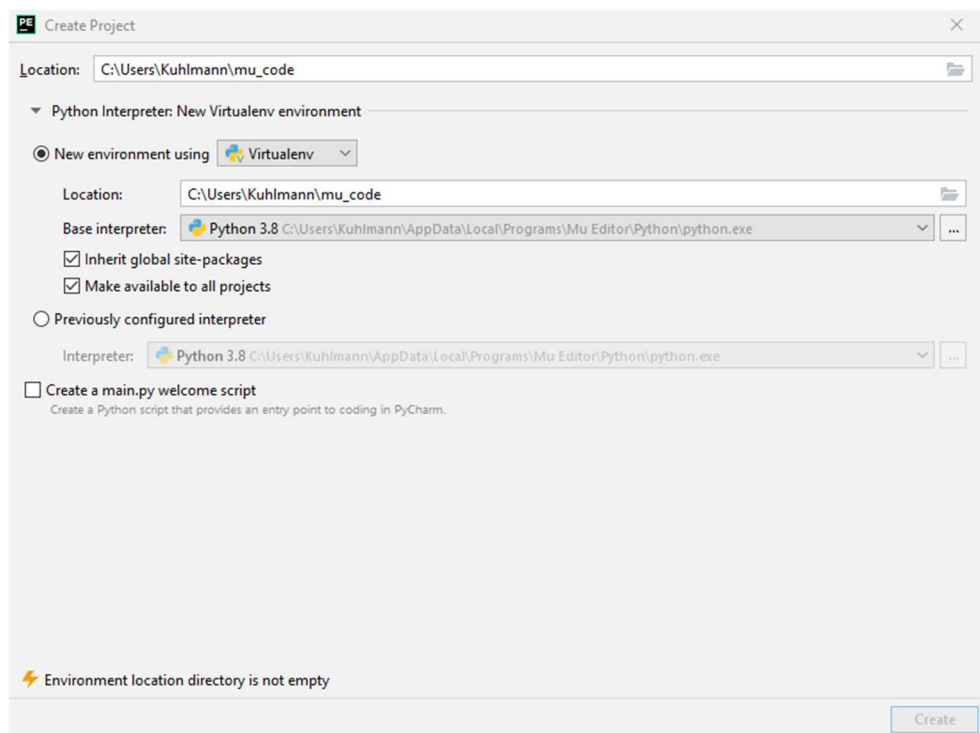 PE Create Project
Location: C:\Users\Kuhlmann\mu_code
Python Interpreter: New Virtualenv environment
New environment using Virtualenv
Location: C:\Users\Kuhlmann\mu_code
Base interpreter: Python 3.8 C:\Users\Kuhlmann\AppData\Local\Programs\Mu Editor\Python\python.exe ...
Inherit global site-packages
Make available to all projects
Previously configured interpreter
Interpreter: Python 3.8 C:\Users\Kuhlmann\AppData\Local\Programs\Mu Editor\Python\python.exe ...
Create a main.py welcome script
Create a Python script that provides an entry point to coding in PyCharm.
Environment location directory is not empty
Create